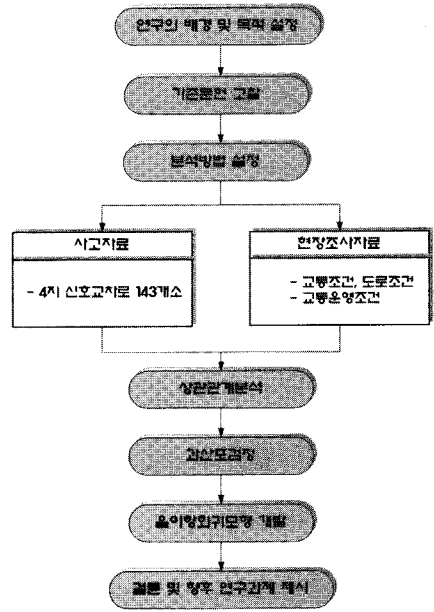 연구의 배경 및 목적 설정
기존문헌 고찰
분석방법 설정
사고자료
- 4지 신호교차로 143개소
현장조사자료
- 교통조건, 도로조건
- 교통운영조건
상관관계분석
과산포검정
음이항회귀모형 개발
결론 및 향후 연구과제 제시